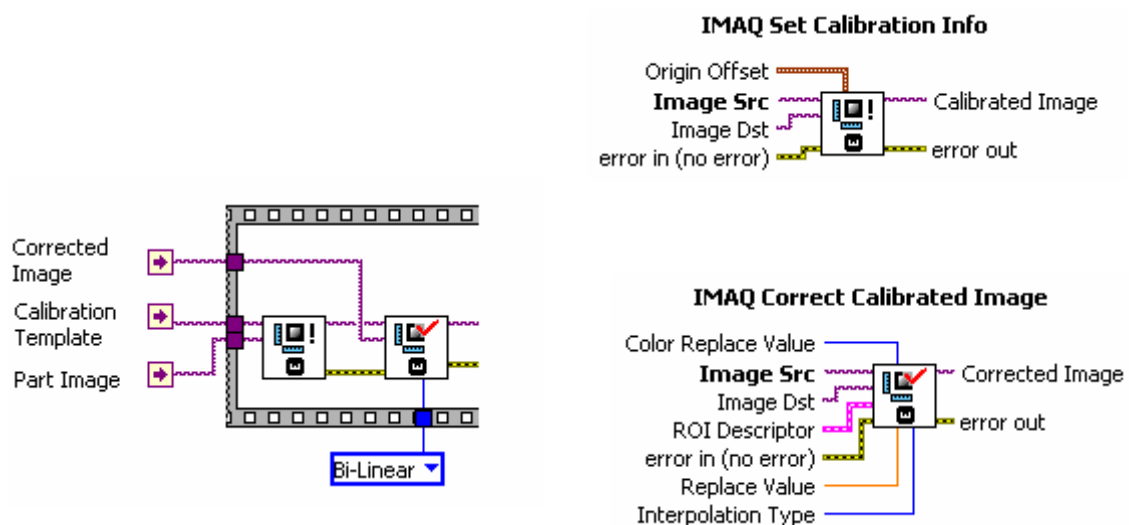 Corrected
Image
Calibration
Template
Part Image
Bi-Linear
IMAQ Set Calibration Info
Origin Offset
Image Src
Image Dst
error in (no error)
Calibrated Image
error out
IMAQ Correct Calibrated Image
Color Replace Value
Image Src
Image Dst
ROI Descriptor
error in (no error)
Replace Value
Interpolation Type
Corrected Image
error out